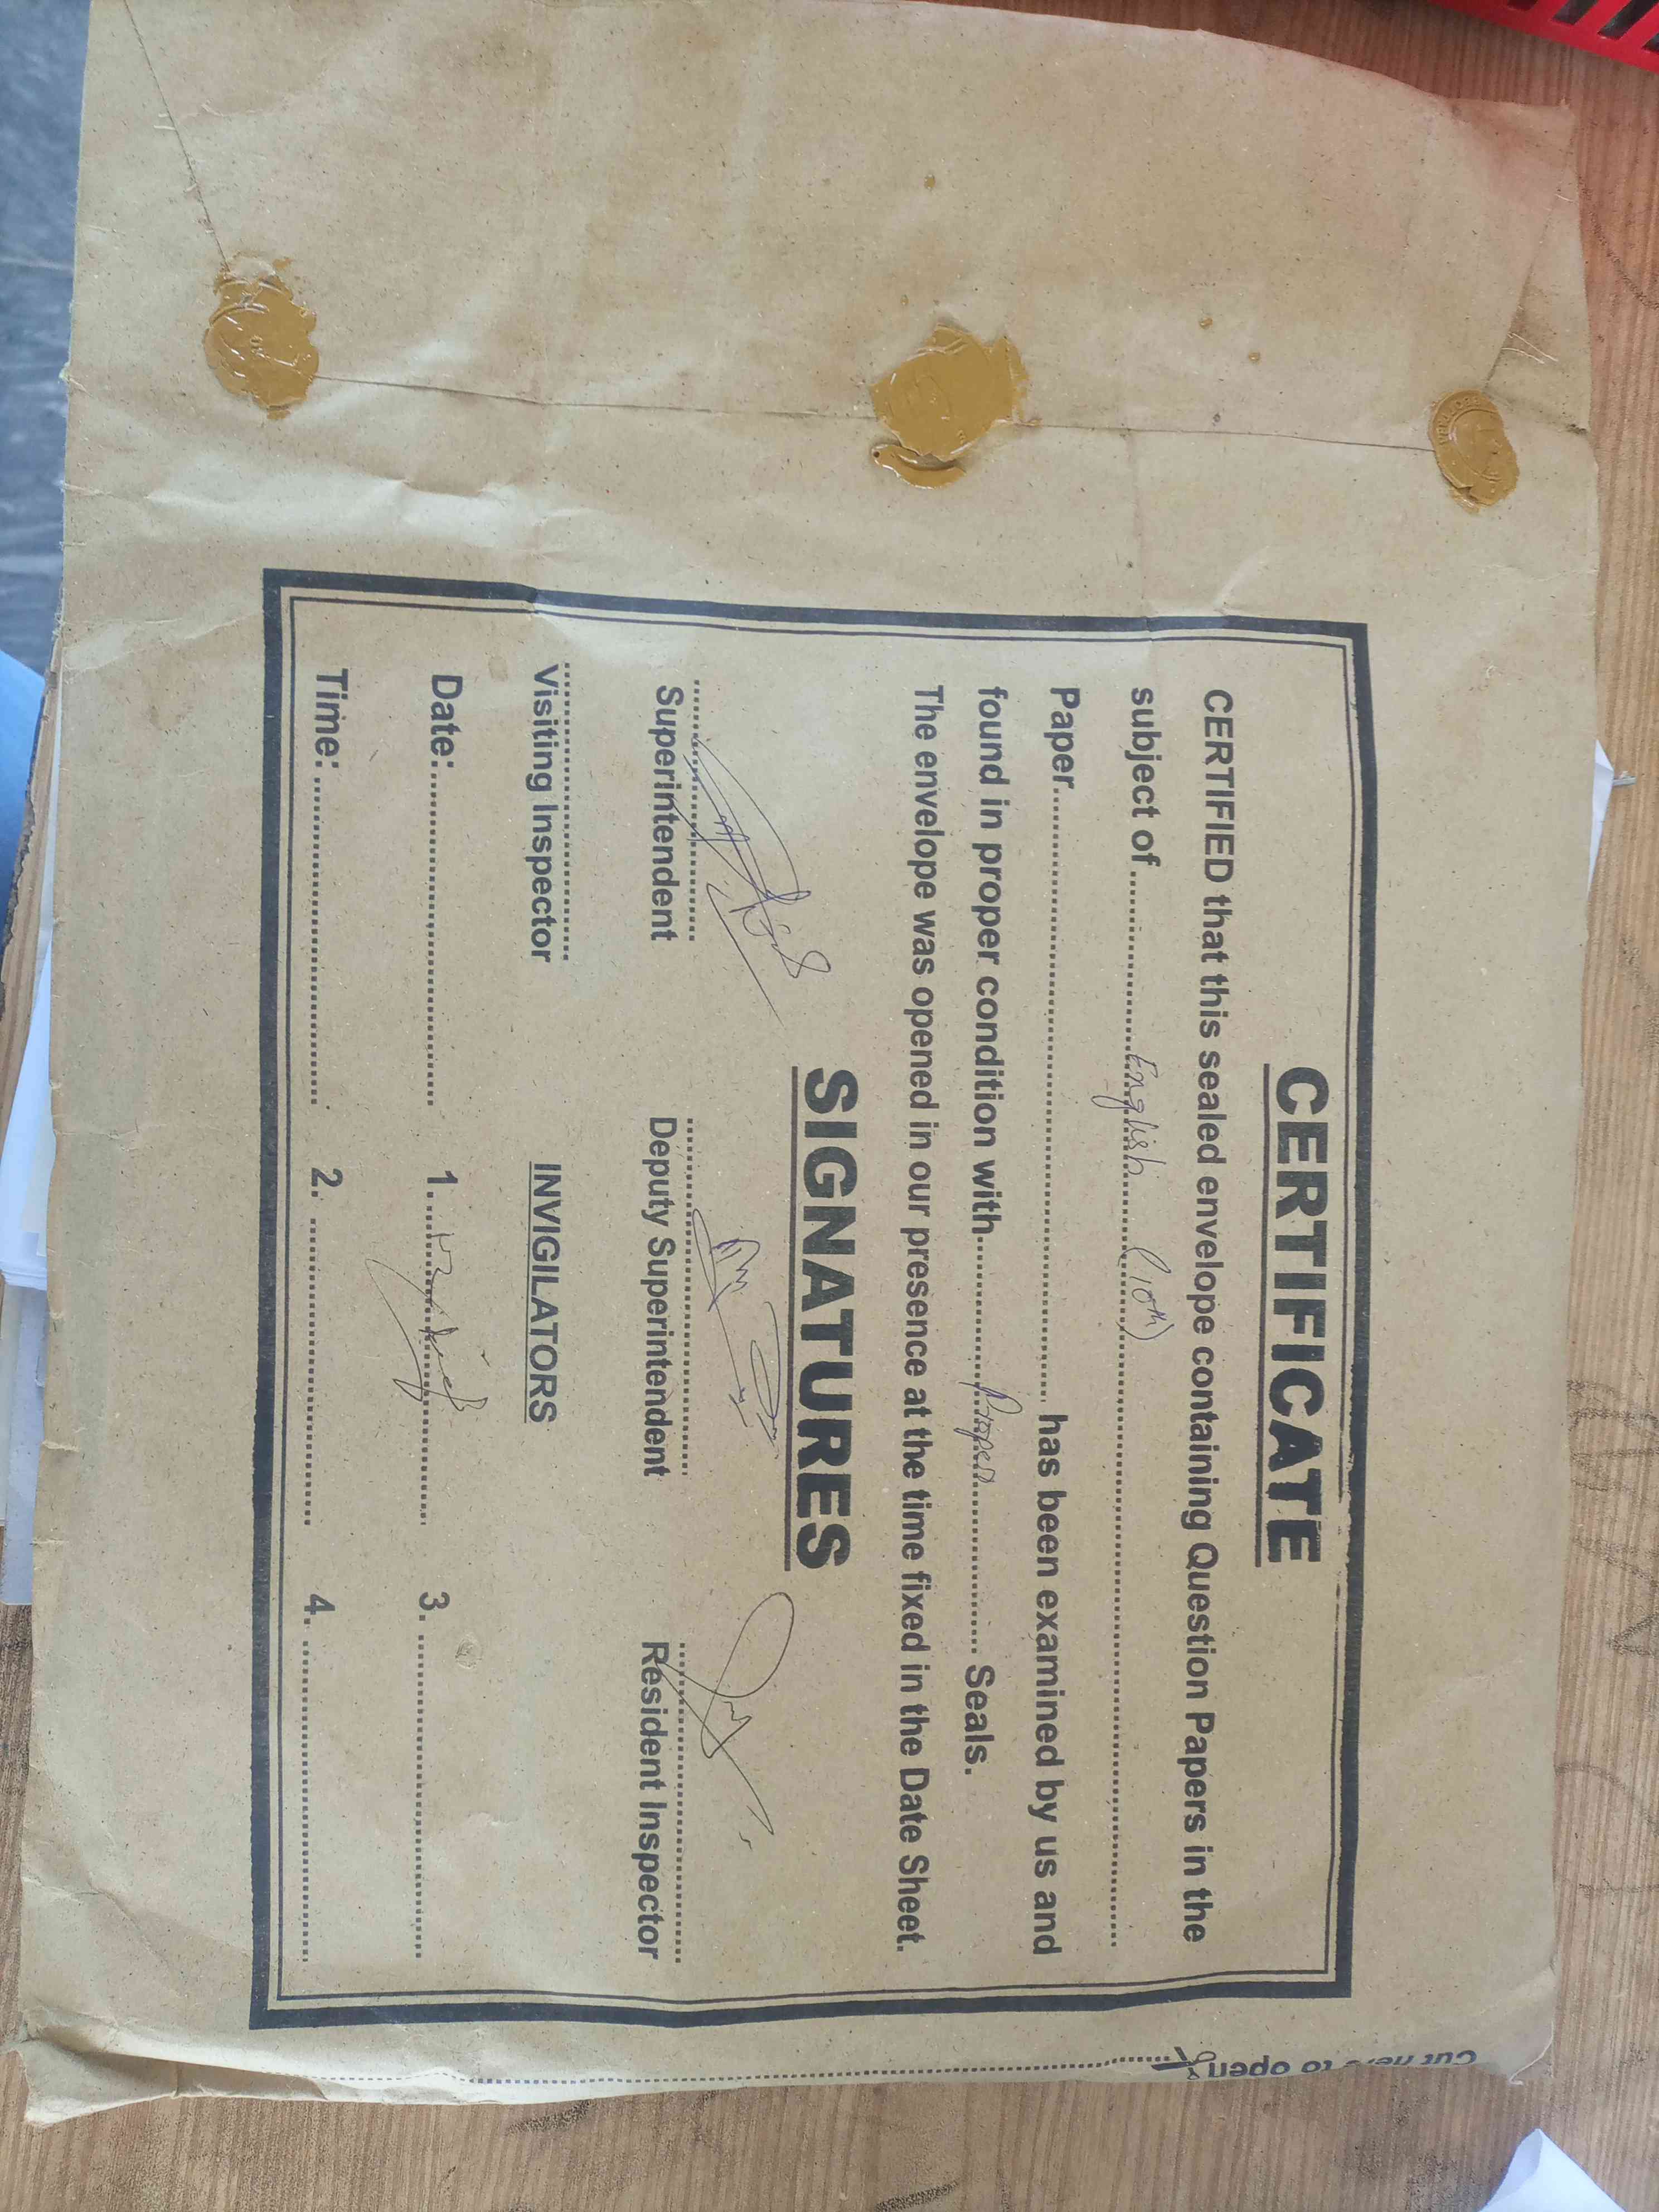 CERTIFICATE
CERTIFIED that this sealed envelope containing Question Papers in the
subject of ........ English (10th) ........
Paper................ has been examined by us and
found in proper condition with........ Proper ........ Seals.
The envelope was opened in our presence at the time fixed in the Date Sheet.
SIGNATURES
Superintendent Deputy Superintendent Resident Inspector
Visiting Inspector INVIGILATORS
Date:................ 1. ................ 3. ................
Time: ................ 2. ................ 4. ................
Cut here to open